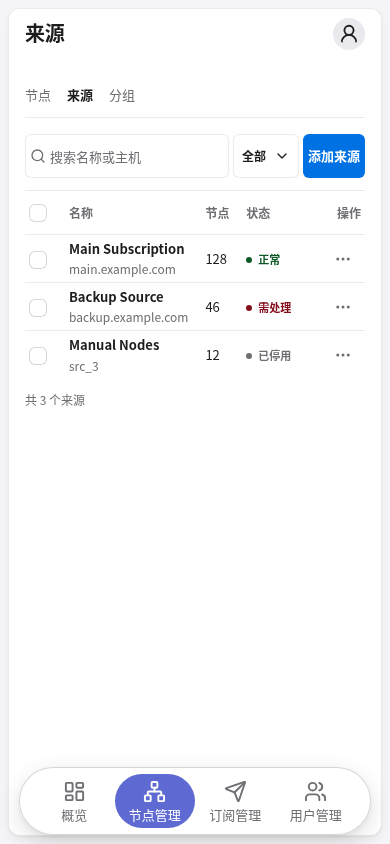 来源
节点 来源 分组
搜索名称或主机 全部 添加来源
名称 节点 状态 操作
Main Subscription
main.example.com
128 正常
Backup Source
backup.example.com
46 需处理
Manual Nodes
src_3
12 已停用
共 3 个来源
概览 节点管理 订阅管理 用户管理